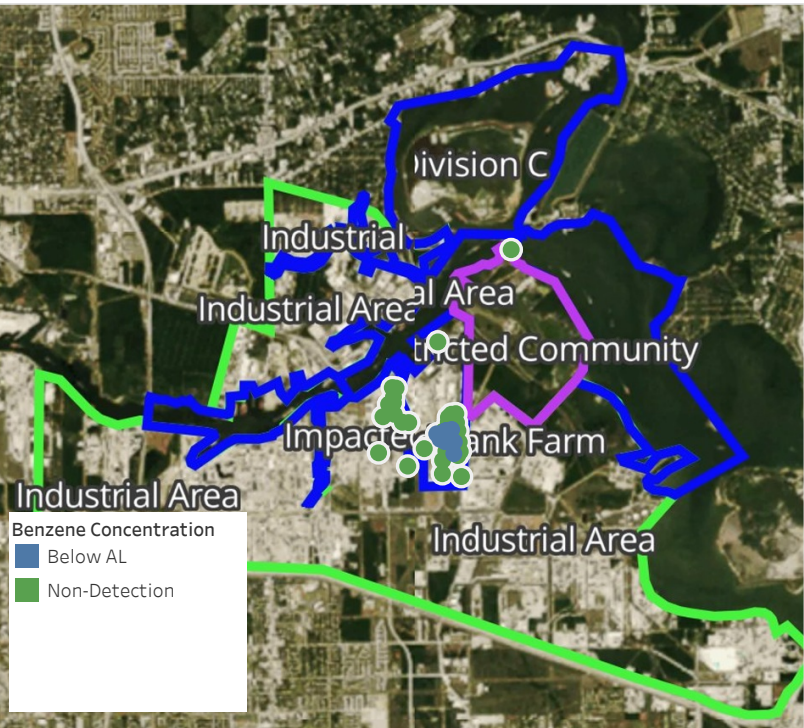 Division C
Industrial
al Area
Industrial Area
tricted Community
Impacted
ank Farm
Industrial Area
Industrial Area
Benzene Concentration
Below AL
Non-Detection